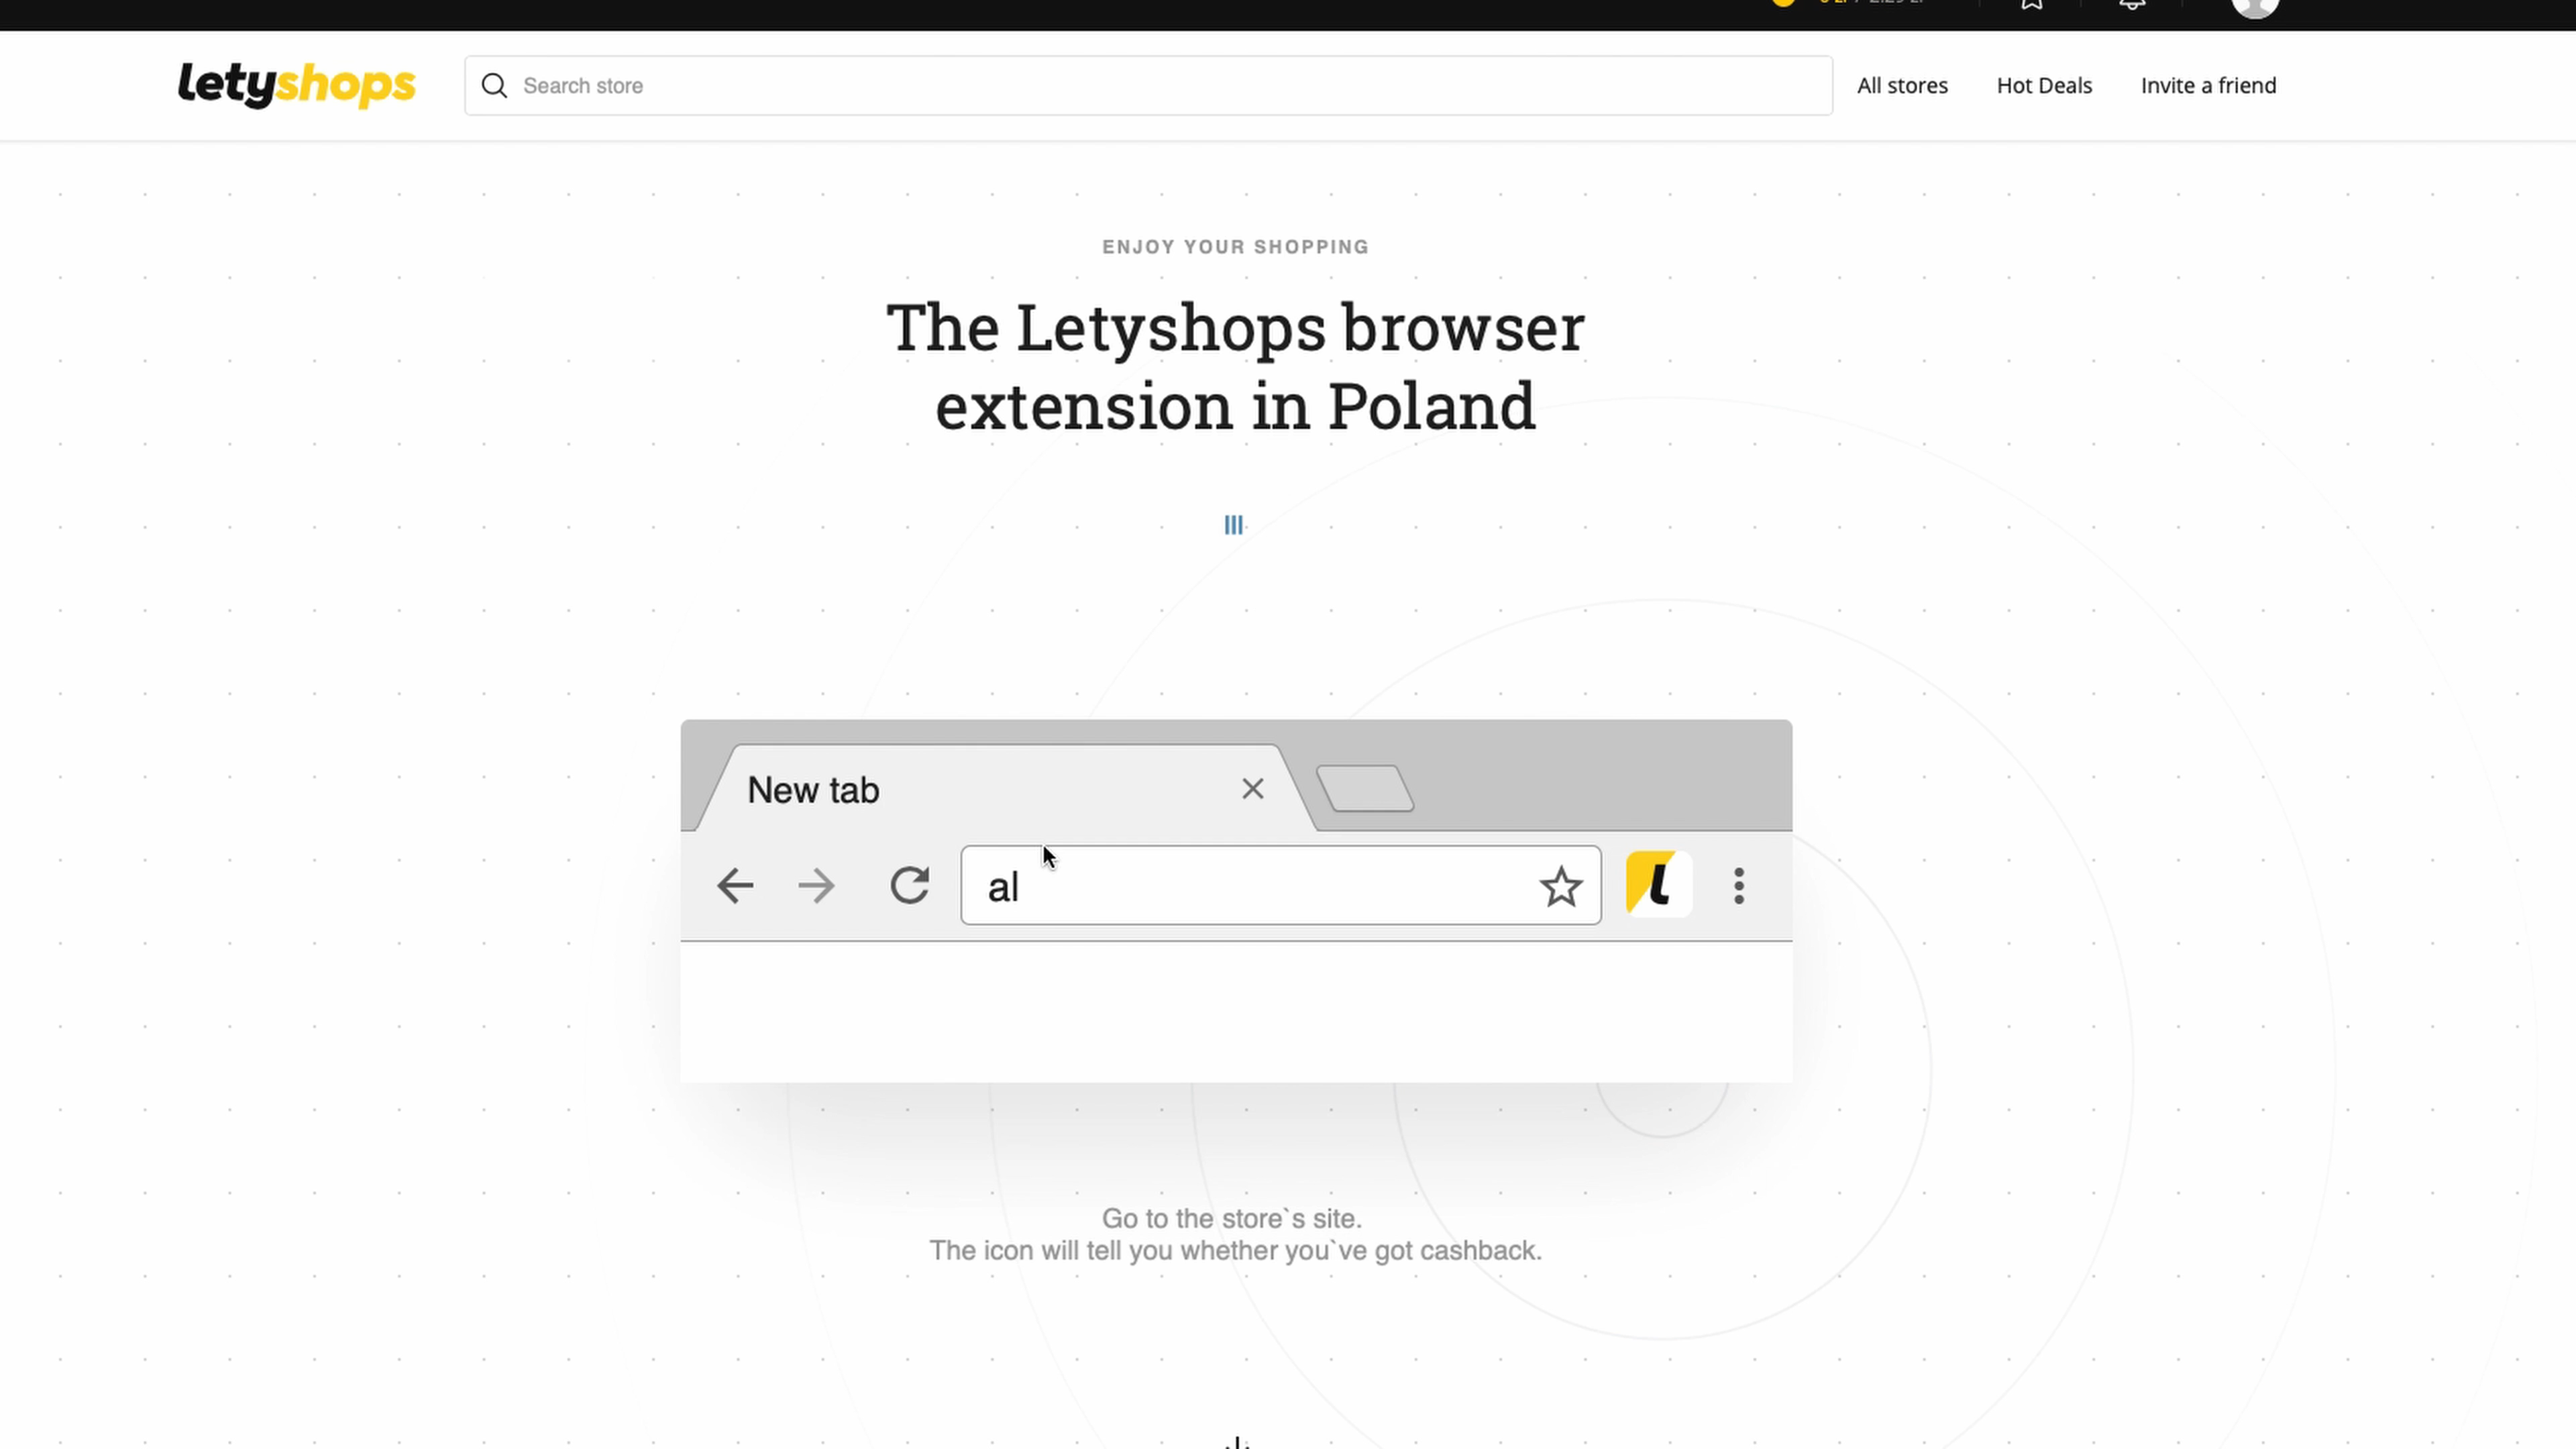 letyshops
Search store
All stores
Hot Deals
Invite a friend
ENJOY YOUR SHOPPING
The Letyshops browser
extension in Poland
New tab
al
Go to the store`s site.
The icon will tell you whether you`ve got cashback.